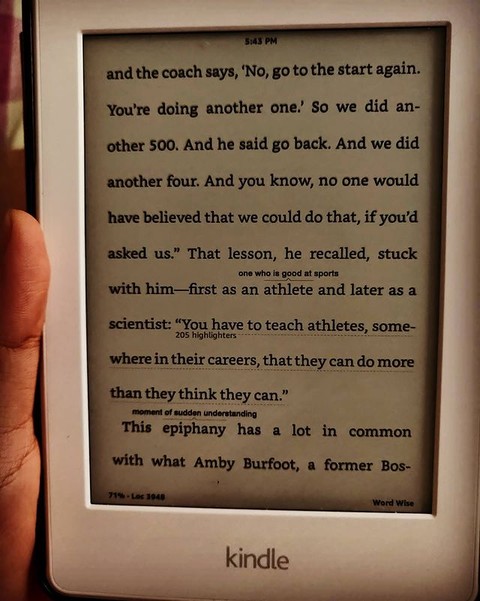 5:43 PM
and the coach says, ‘No, go to the start again.
You’re doing another one.’ So we did an-
other 500. And he said go back. And we did
another four. And you know, no one would
have believed that we could do that, if you’d
asked us.” That lesson, he recalled, stuck
one who is good at sports
with him—first as an athlete and later as a
scientist: “You have to teach athletes, some-
205 highlighters
where in their careers, that they can do more
than they think they can.”
moment of sudden understanding
This epiphany has a lot in common
with what Amby Burfoot, a former Bos-
71% - Loc 3948 Word Wise
kindle